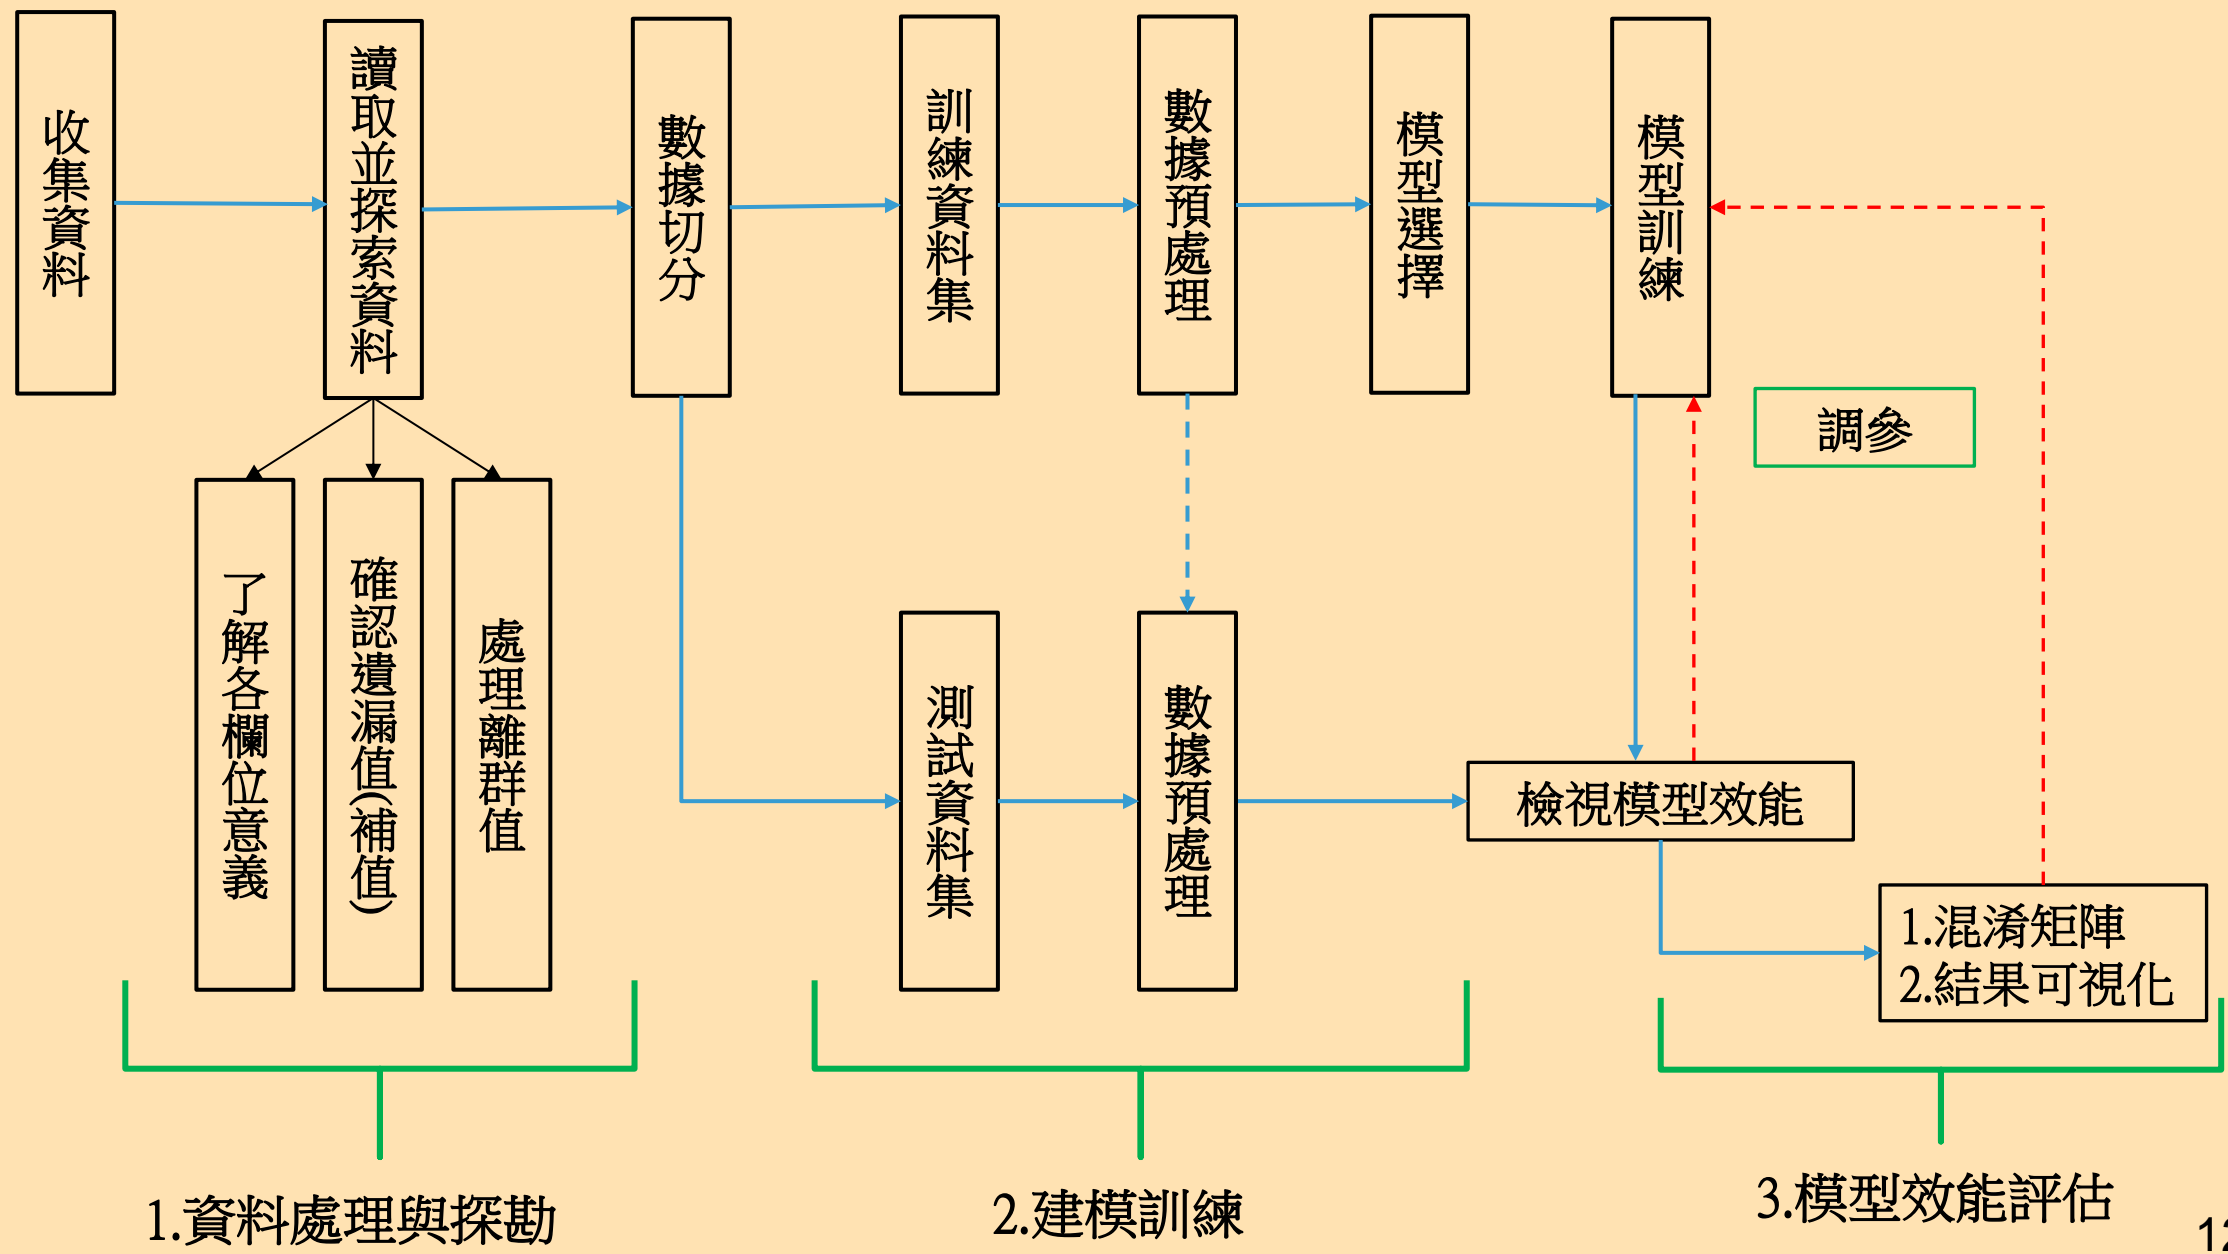 收集資料
讀取並探索資料
數據切分
訓練資料集
數據預處理
模型選擇
模型訓練
調參
了解各欄位意義
確認遺漏值(補值)
處理離群值
測試資料集
數據預處理
檢視模型效能
1.混淆矩陣
2.結果可視化
1.資料處理與探勘
2.建模訓練
3.模型效能評估